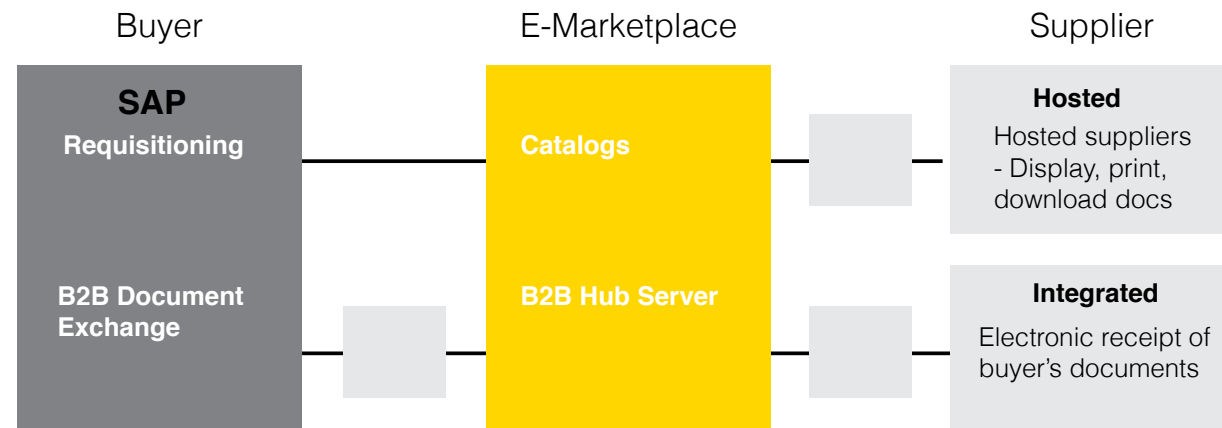 Buyer
E-Marketplace
Supplier
SAP
Requisitioning
B2B Document
Exchange
Catalogs
B2B Hub Server
Hosted
Hosted suppliers
- Display, print,
download docs
Integrated
Electronic receipt of
buyer’s documents